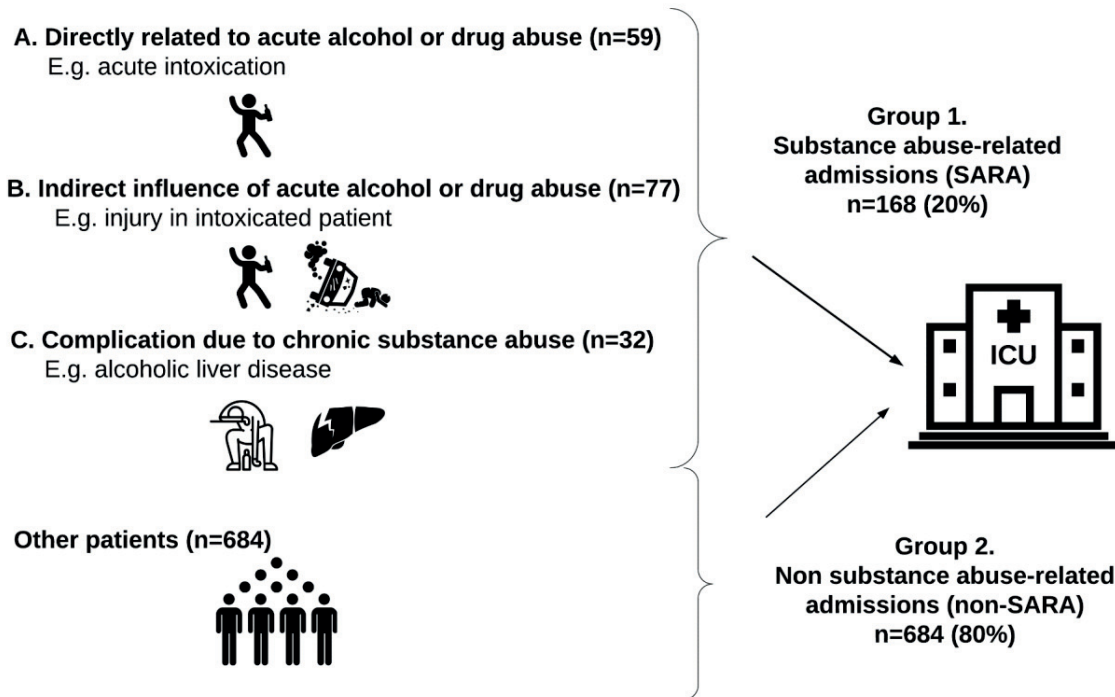 A. Directly related to acute alcohol or drug abuse (n=59)
E.g. acute intoxication
B. Indirect influence of acute alcohol or drug abuse (n=77)
E.g. injury in intoxicated patient
C. Complication due to chronic substance abuse (n=32)
E.g. alcoholic liver disease
Other patients (n=684)
Group 1.
Substance abuse-related
admissions (SARA)
n=168 (20%)
ICU
Group 2.
Non substance abuse-related
admissions (non-SARA)
n=684 (80%)